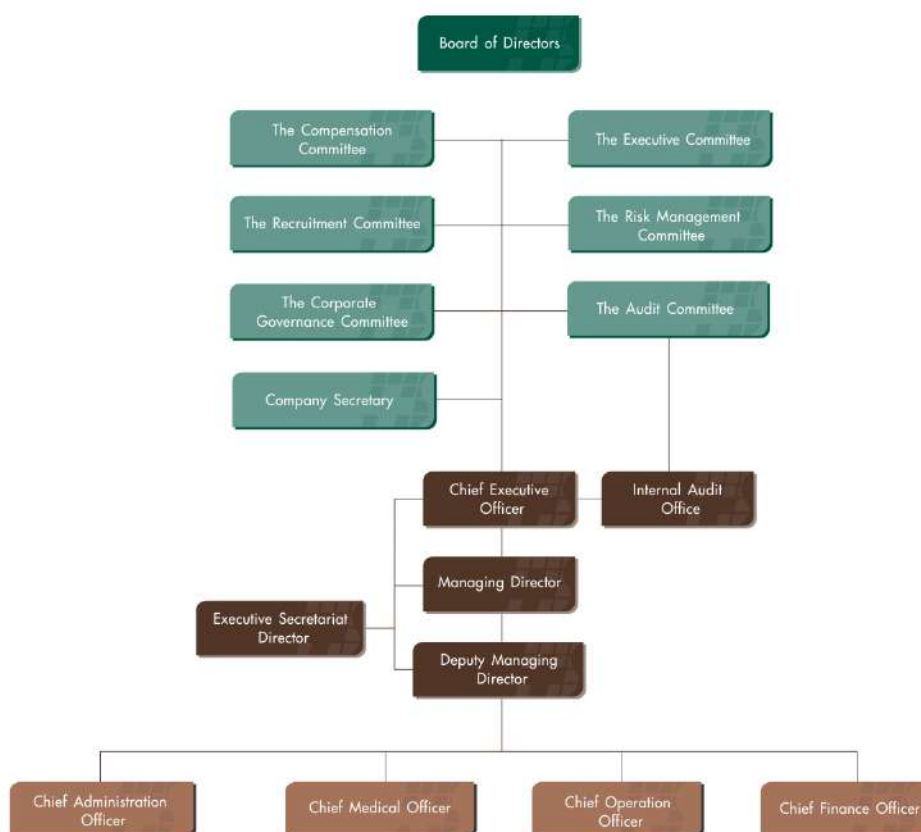 Board of Directors
The Compensation
Committee
The Executive Committee
The Recruitment Committee
The Risk Management
Committee
The Corporate
Governance Committee
The Audit Committee
Company Secretary
Chief Executive
Officer
Internal Audit
Office
Managing Director
Executive Secretariat
Director
Deputy Managing
Director
Chief Administration
Officer
Chief Medical Officer
Chief Operation
Officer
Chief Finance Officer